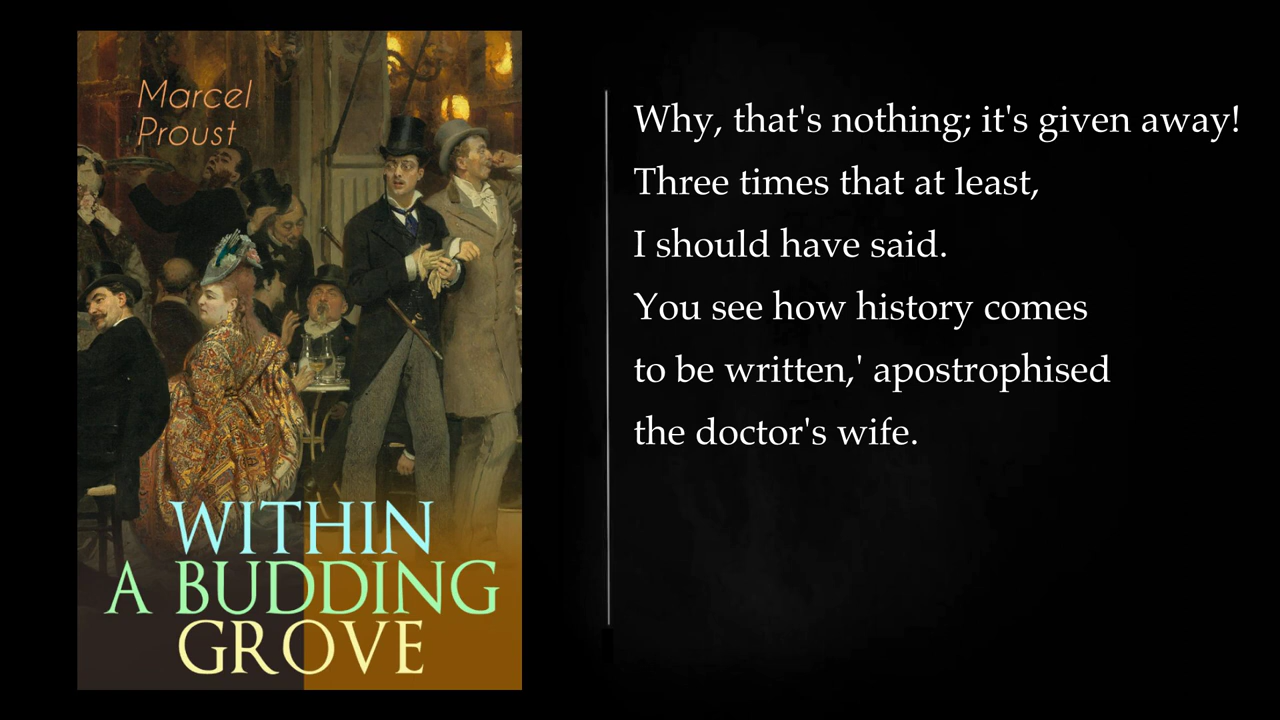 Marcel
Proust
WITHIN
A BUDDING
GROVE
Why, that's nothing; it's given away!
Three times that at least,
I should have said.
You see how history comes
to be written,' apostrophised
the doctor's wife.